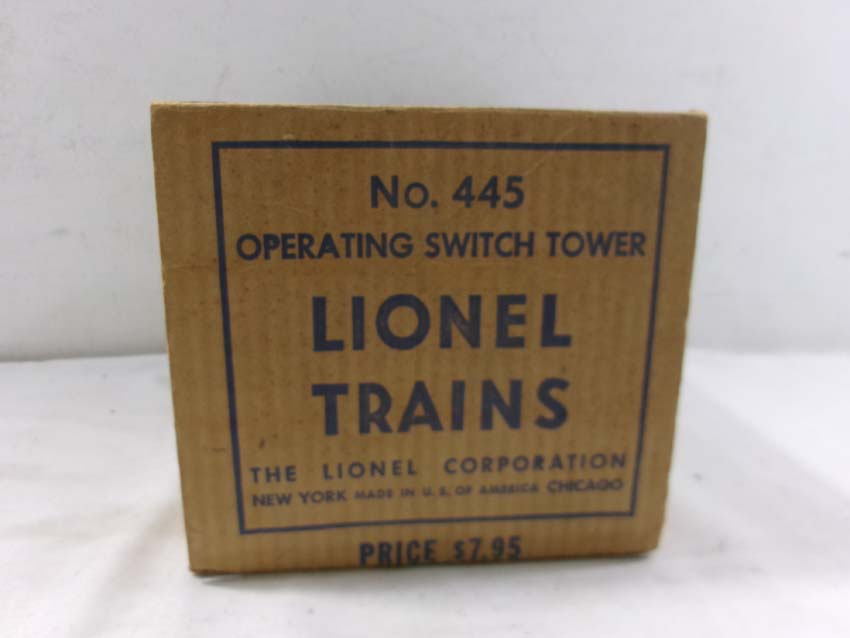 No. 445
OPERATING SWITCH TOWER
LIONEL
TRAINS
THE LIONEL CORPORATION
NEW YORK MADE IN U. S. OF AMERICA CHICAGO
PRICE $7.95